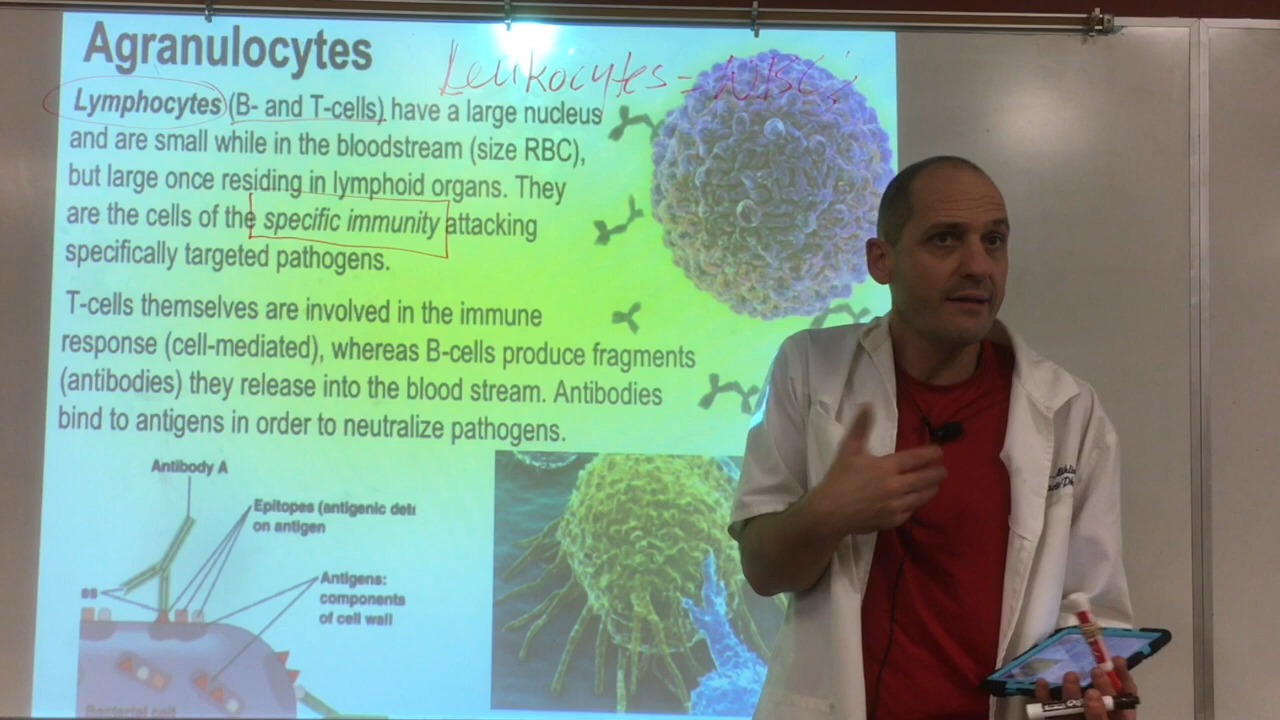 Agranulocytes
Leukocytes = WBC's
Lymphocytes (B- and T-cells) have a large nucleus
and are small while in the bloodstream (size RBC),
but large once residing in lymphoid organs. They
are the cells of the specific immunity attacking
specifically targeted pathogens.
T-cells themselves are involved in the immune
response (cell-mediated), whereas B-cells produce fragments
(antibodies) they release into the blood stream. Antibodies
bind to antigens in order to neutralize pathogens.
Antibody A
Epitopes (antigenic det
on antigen
es
Antigens:
components
of cell wall
Bacterial cell